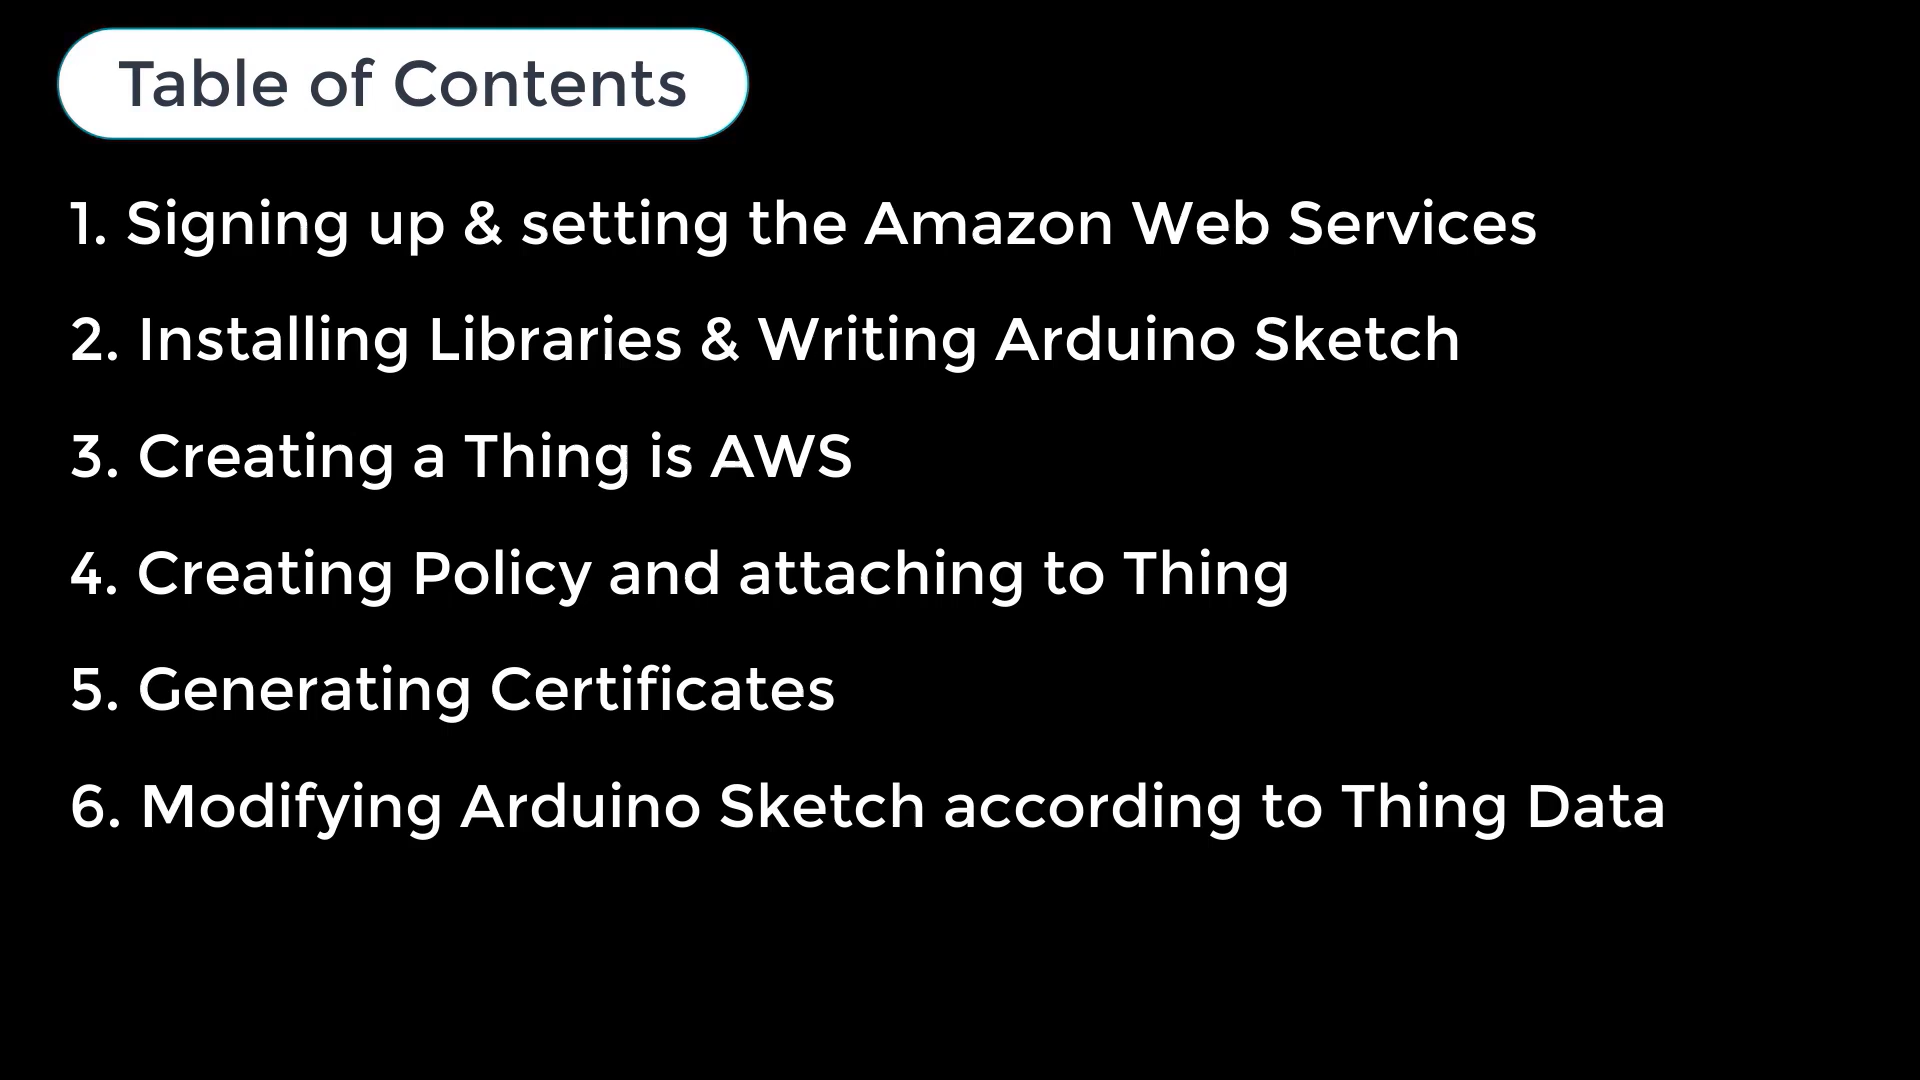 Table of Contents
1. Signing up & setting the Amazon Web Services
2. Installing Libraries & Writing Arduino Sketch
3. Creating a Thing is AWS
4. Creating Policy and attaching to Thing
5. Generating Certificates
6. Modifying Arduino Sketch according to Thing Data